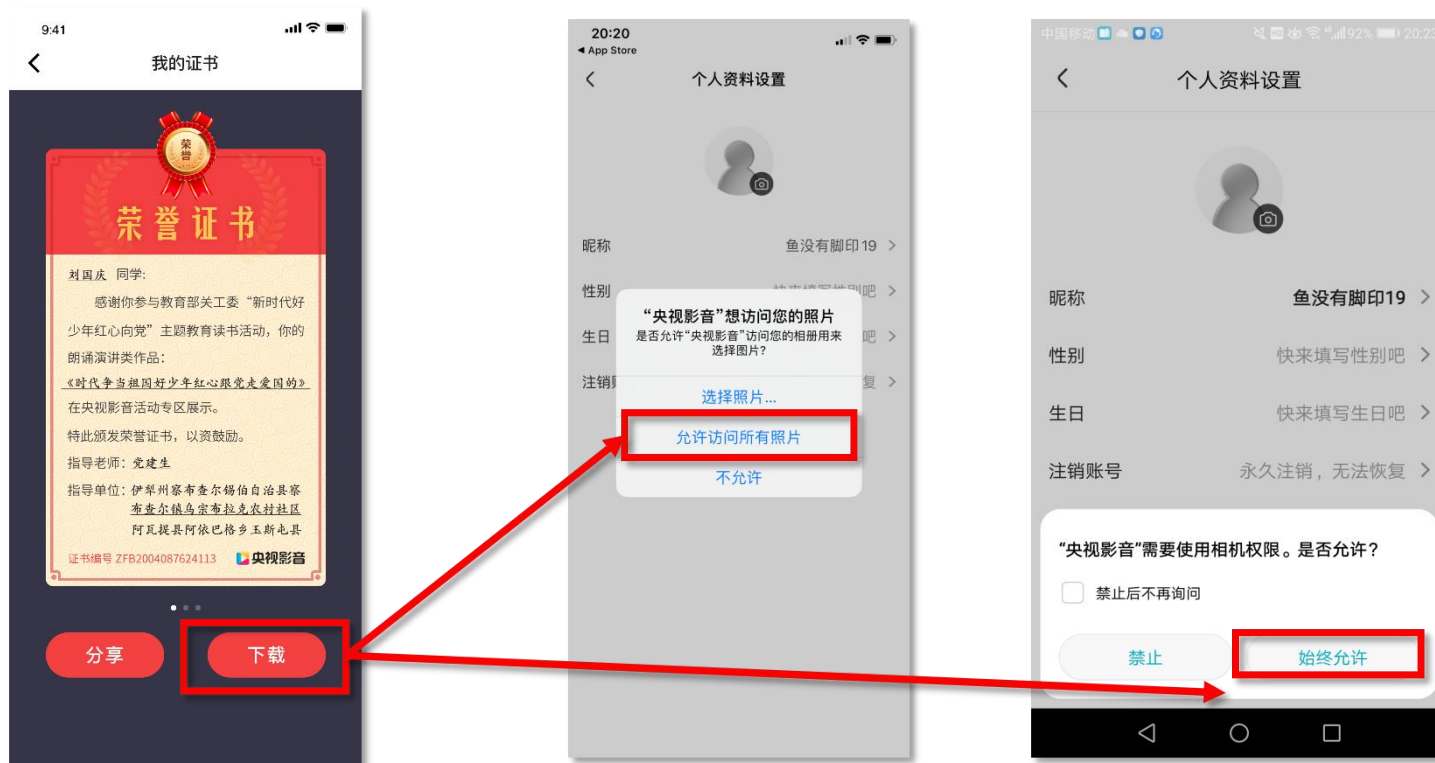 9:41
我的证书
荣誉
荣誉证书
刘国庆 同学:
感谢你参与教育部关工委“新时代好
少年红心向党”主题教育读书活动，你的
朗诵演讲类作品：
《时代争当祖国好少年红心跟党走爱国的》
在央视影音活动专区展示。
特此颁发荣誉证书，以资鼓励。
指导老师：党建生
指导单位：伊犁州察布查尔锡伯自治县察
布查尔镇乌宗布拉克农村社区
阿瓦提县阿依巴格乡玉斯屯县
证书编号 ZFB2004087624113 央视影音
分享 下载
20:20
App Store
个人资料设置
昵称 鱼没有脚印19
性别
生日 吧
注销 复
“央视影音”想访问您的照片
是否允许“央视影音”访问您的相册用来
选择图片？
选择照片...
允许访问所有照片
不允许
中国移动 92% 20:23
个人资料设置
昵称 鱼没有脚印19
性别 快来填写性别吧
生日 快来填写生日吧
注销账号 永久注销，无法恢复
“央视影音”需要使用相机权限。是否允许？
禁止后不再询问
禁止 始终允许